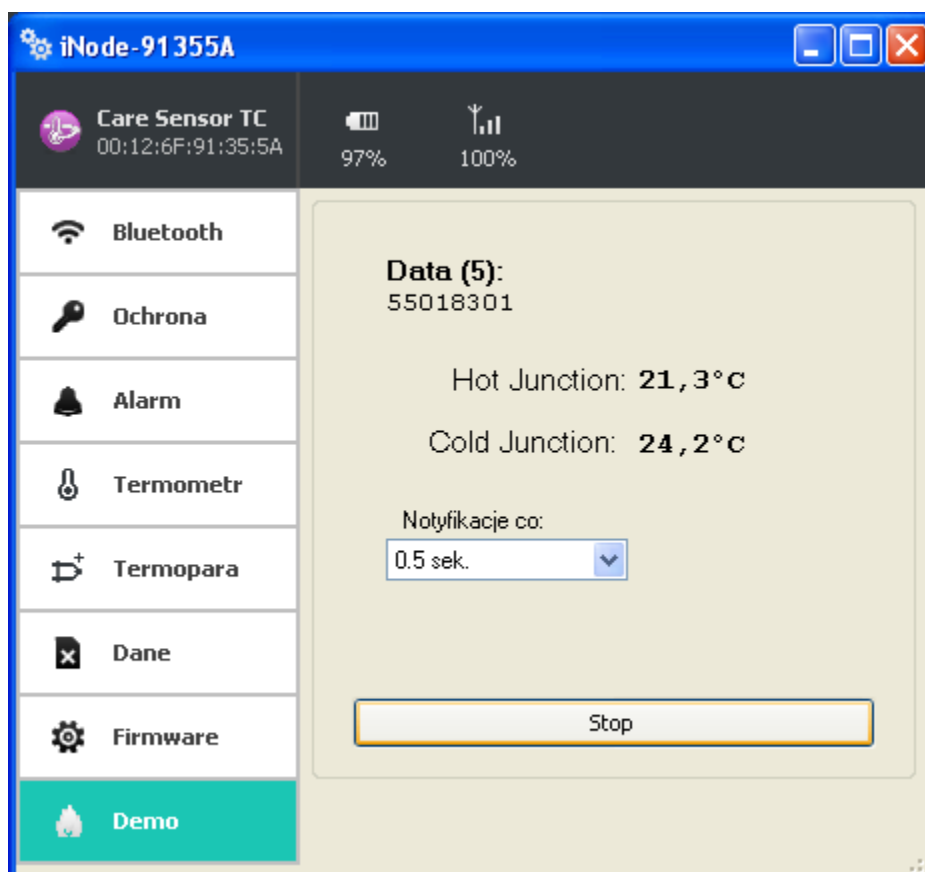 iNode-91355A
Care Sensor TC
00:12:6F:91:35:5A
97%
100%
Bluetooth
Ochrona
Alarm
Termometr
Termopara
Dane
Firmware
Demo
Data (5):
55018301
Hot Junction: 21,3°C
Cold Junction: 24,2°C
Notyfikacje co:
0.5 sek.
Stop